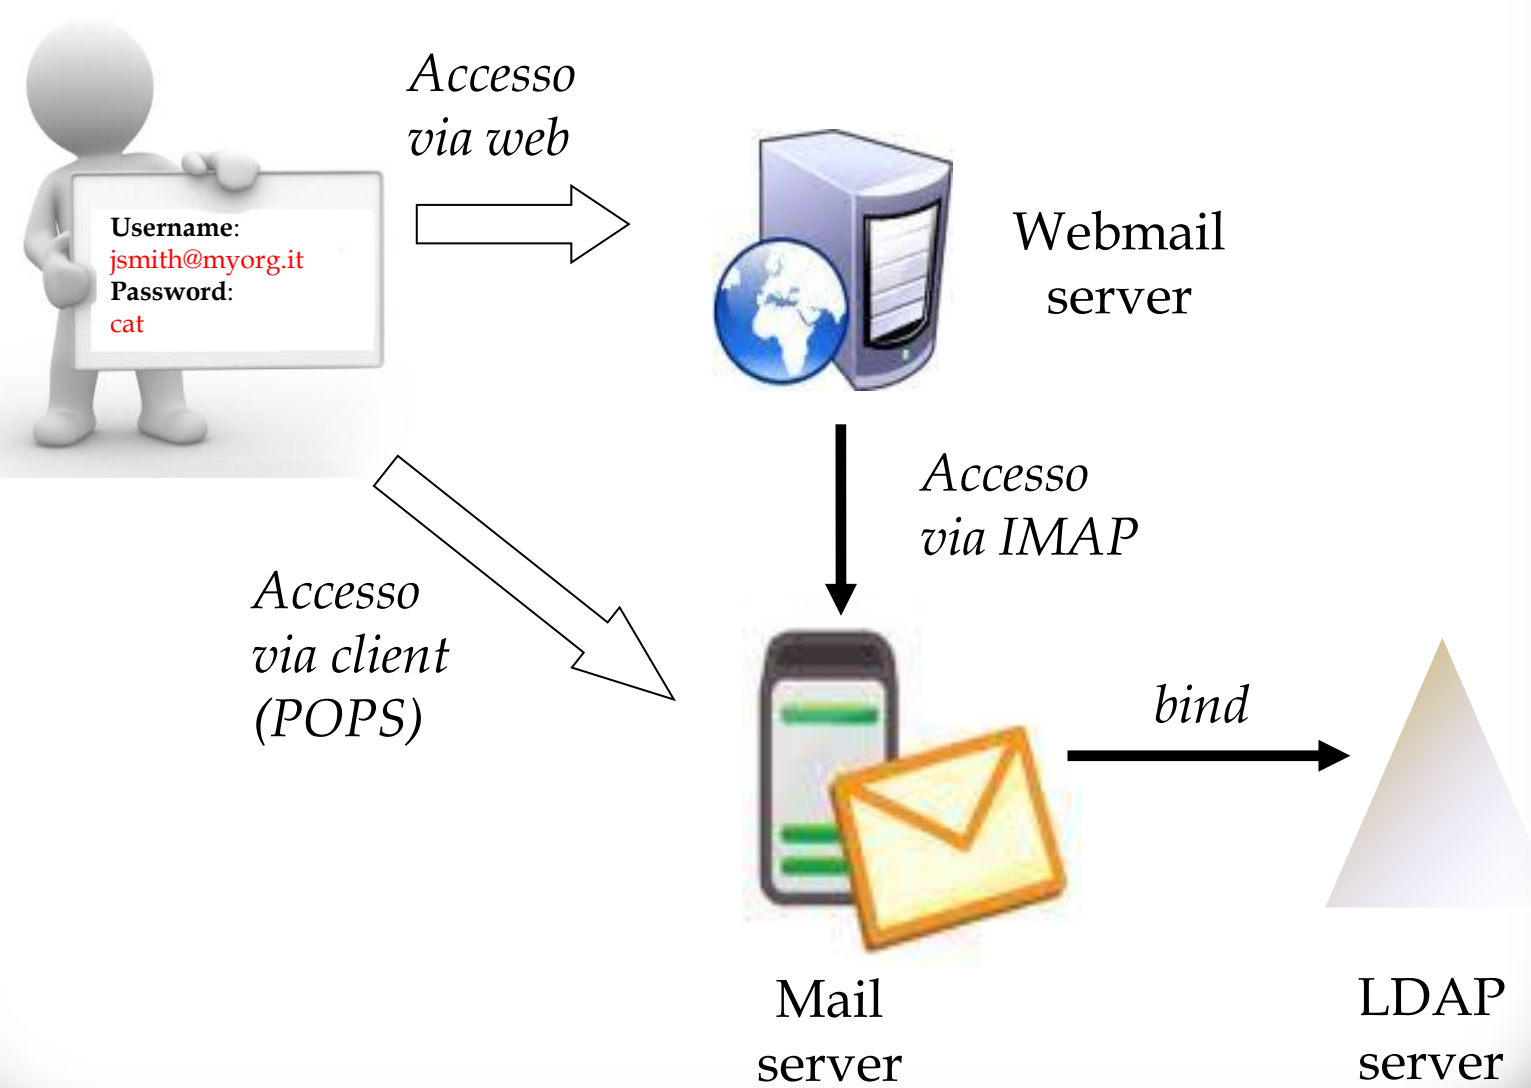 Accesso
via web
Username:
jsmith@myorg.it
Password:
cat
Webmail
server
Accesso
via IMAP
Accesso
via client
(POPS)
bind
Mail
server
LDAP
server